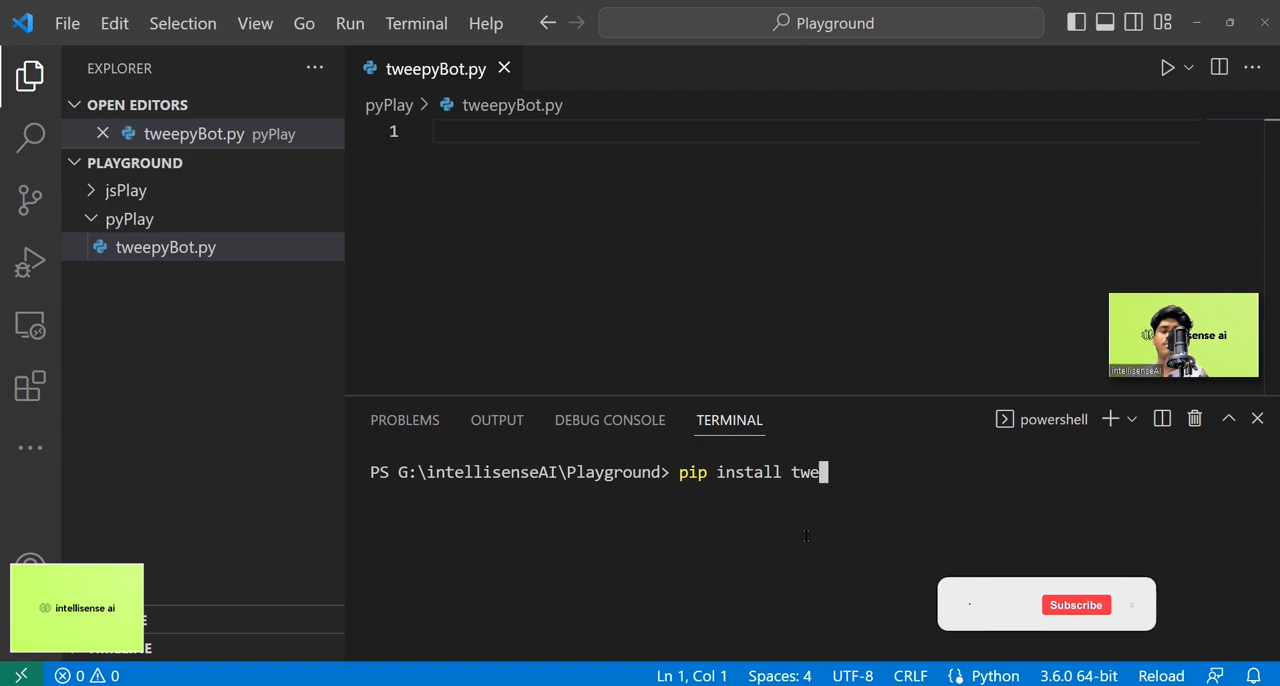 File Edit Selection View Go Run Terminal Help
Playground
EXPLORER
tweepyBot.py
OPEN EDITORS
tweepyBot.py pyPlay
PLAYGROUND
jsPlay
pyPlay
tweepyBot.py
pyPlay > tweepyBot.py
1
sense ai
intellisenseAI
PROBLEMS OUTPUT DEBUG CONSOLE TERMINAL
powershell
PS G:\intellisenseAI\Playground> pip install twe
intellisense ai
Subscribe
0 0
Ln 1, Col 1 Spaces: 4 UTF-8 CRLF Python 3.6.0 64-bit Reload